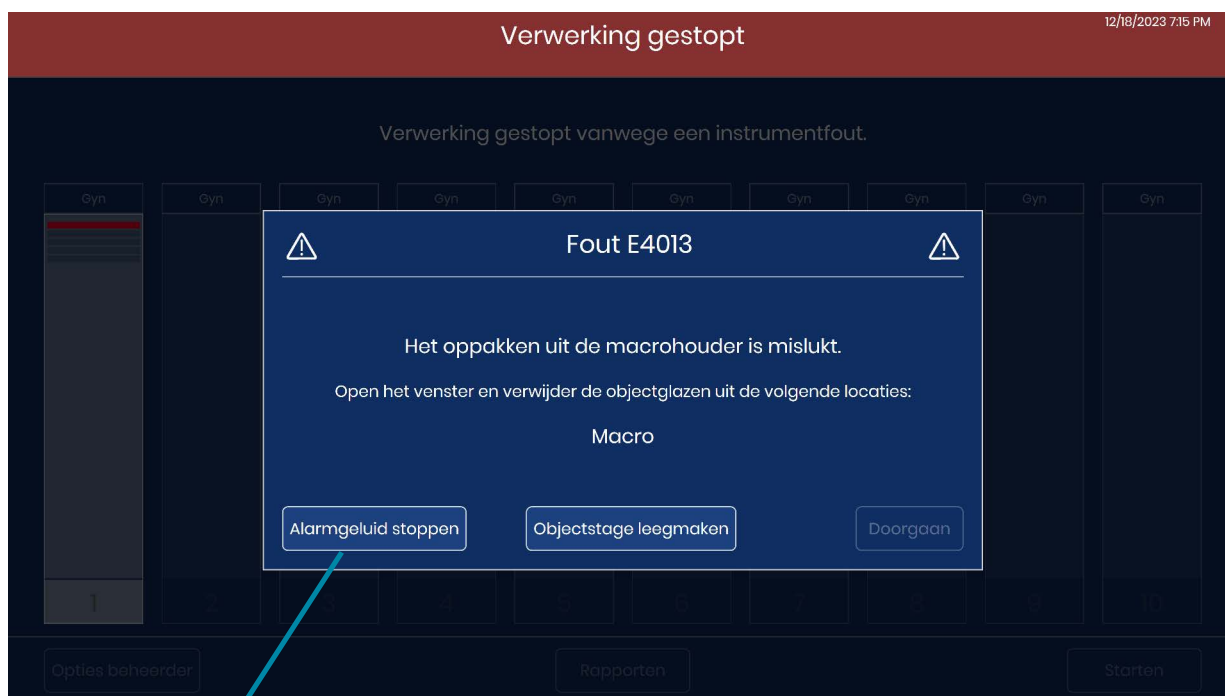 Verwerking gestopt
12/18/2023 7:15 PM
Verwerking gestopt vanwege een instrumentfout.
Gyn Gyn Gyn Gyn Gyn Gyn Gyn Gyn Gyn Gyn
Fout E4013
Het oppakken uit de macrohouder is mislukt.
Open het venster en verwijder de objectglazen uit de volgende locaties:
Macro
Alarmgeluid stoppen Objectstage leegmaken Doorgaan
1 2 3 4 5 6 7 8 9 10
Opties beheerder Rapporten Starten